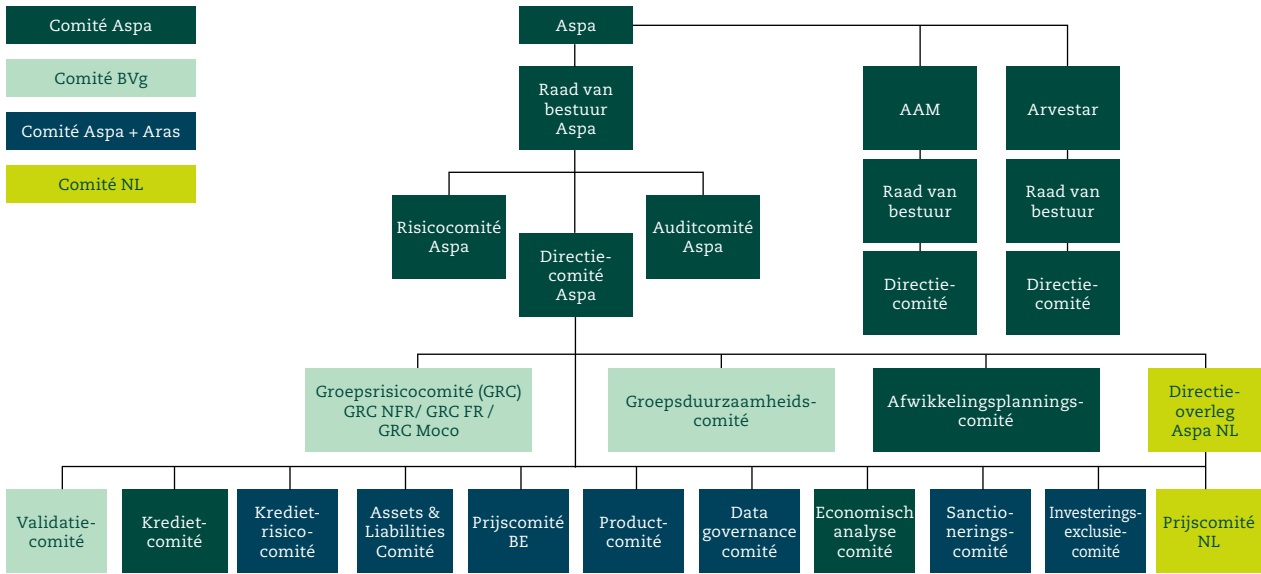 Comité Aspa
Comité BVg
Comité Aspa + Aras
Comité NL
Aspa
Raad van
bestuur
Aspa
AAM
Arvestar
Risicocomité
Aspa
Directie-
comité
Aspa
Auditcomité
Aspa
Raad van
bestuur
Raad van
bestuur
Directie-
comité
Directie-
comité
Groepsrisicocomité (GRC)
GRC NFR/ GRC FR /
GRC Moco
Groepsduurzaamheids-
comité
Afwikkelingsplannings-
comité
Directie-
overleg
Aspa NL
Validatie-
comité
Krediet-
comité
Krediet-
risico-
comité
Assets &
Liabilities
Comité
Prijscomité
BE
Product-
comité
Data
governance
comité
Economisch
analyse
comité
Sanctio-
nerings-
comité
Investerings-
exclusie-
comité
Prijscomité
NL